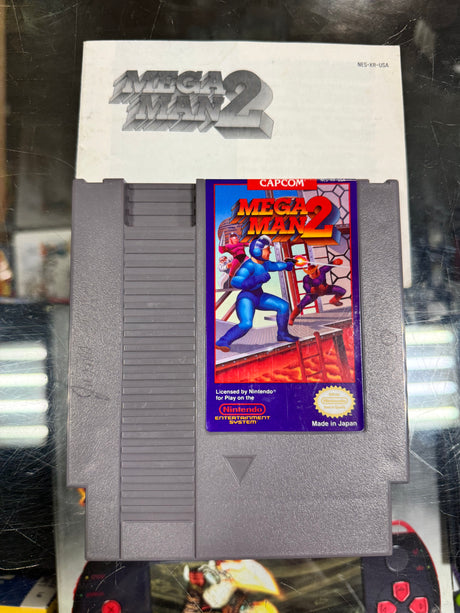 NES-XR-USA
MEGA
MAN 2
CAPCOM
MEGA
MAN 2
Licensed by Nintendo®
for Play on the
Nintendo
ENTERTAINMENT
SYSTEM
Made in Japan